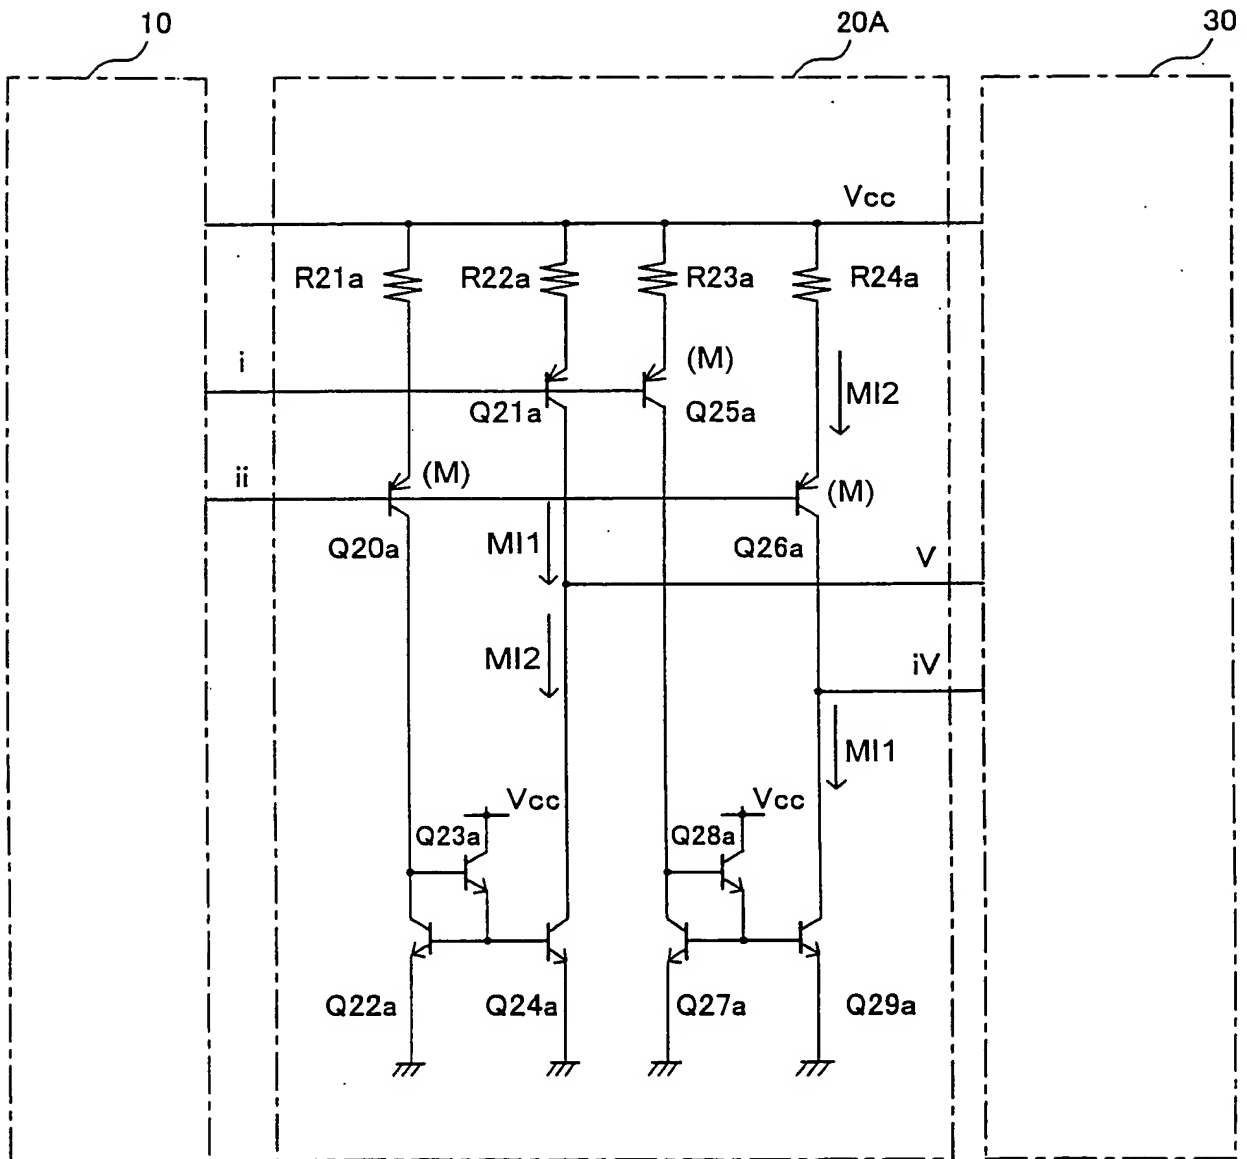 10
20A
30
Vcc
R21a
R22a
R23a
R24a
i
(M)
MI2
Q21a
Q25a
ii
(M)
(M)
Q20a
MI1
Q26a
V
MI2
iV
MI1
Vcc
Vcc
Q23a
Q28a
Q22a
Q24a
Q27a
Q29a